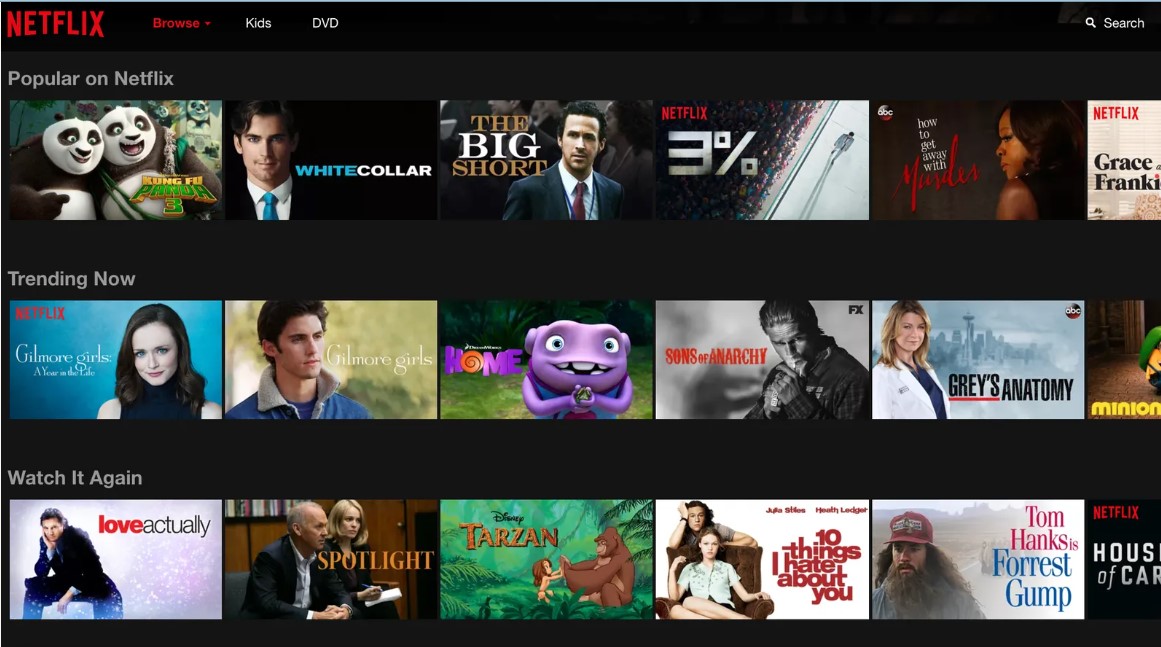 NETFLIX
Browse
Kids
DVD
Search
Popular on Netflix
KUNG FU
PANDA
3
WHITECOLLAR
THE
BIG
SHORT
NETFLIX
3%
abc
how
to
get
away
with
Murder
NETFLIX
Grace
Franki
Trending Now
NETFLIX
Gilmore girls:
A Year in the Life
Gilmore girls
DREAMWORKS
HOME
SONS OF ANARCHY
FX
GREY'S ANATOMY
abc
MINION
Watch It Again
loveactually
SPOTLIGHT
DISNEY
TARZAN
Julia Stiles Heath Ledger
10
things
I hate
about
you
Tom
Hanks is
Forrest
Gump
NETFLIX
HOUS
of CAR